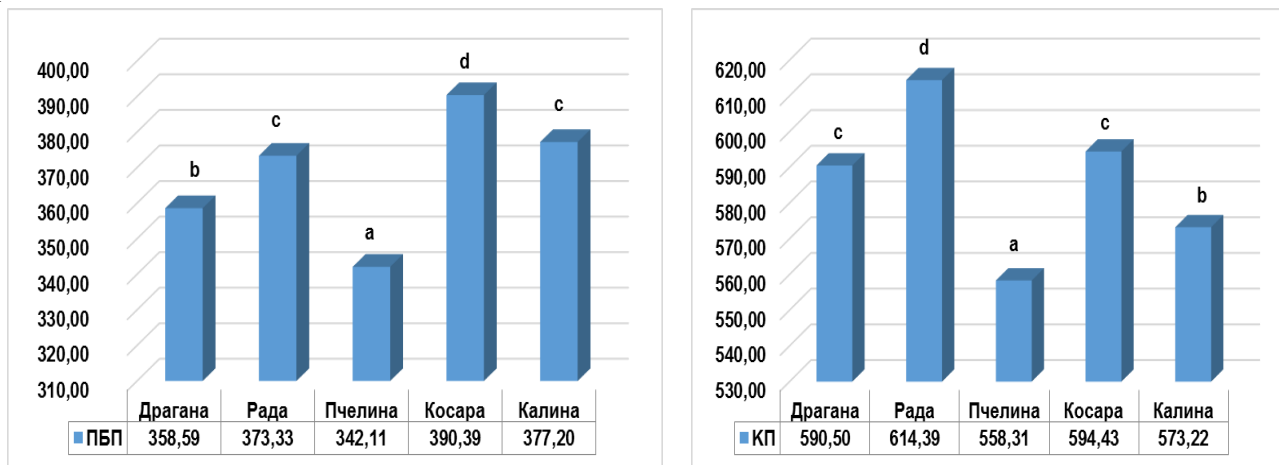 400,00
390,00
380,00
370,00
360,00
350,00
340,00
330,00
320,00
310,00
b
c
a
d
c
Драгана Рада Пчелина Косара Калина
ПБП 358,59 373,33 342,11 390,39 377,20
620,00
610,00
600,00
590,00
580,00
570,00
560,00
550,00
540,00
530,00
c
d
a
c
b
Драгана Рада Пчелина Косара Калина
КП 590,50 614,39 558,31 594,43 573,22